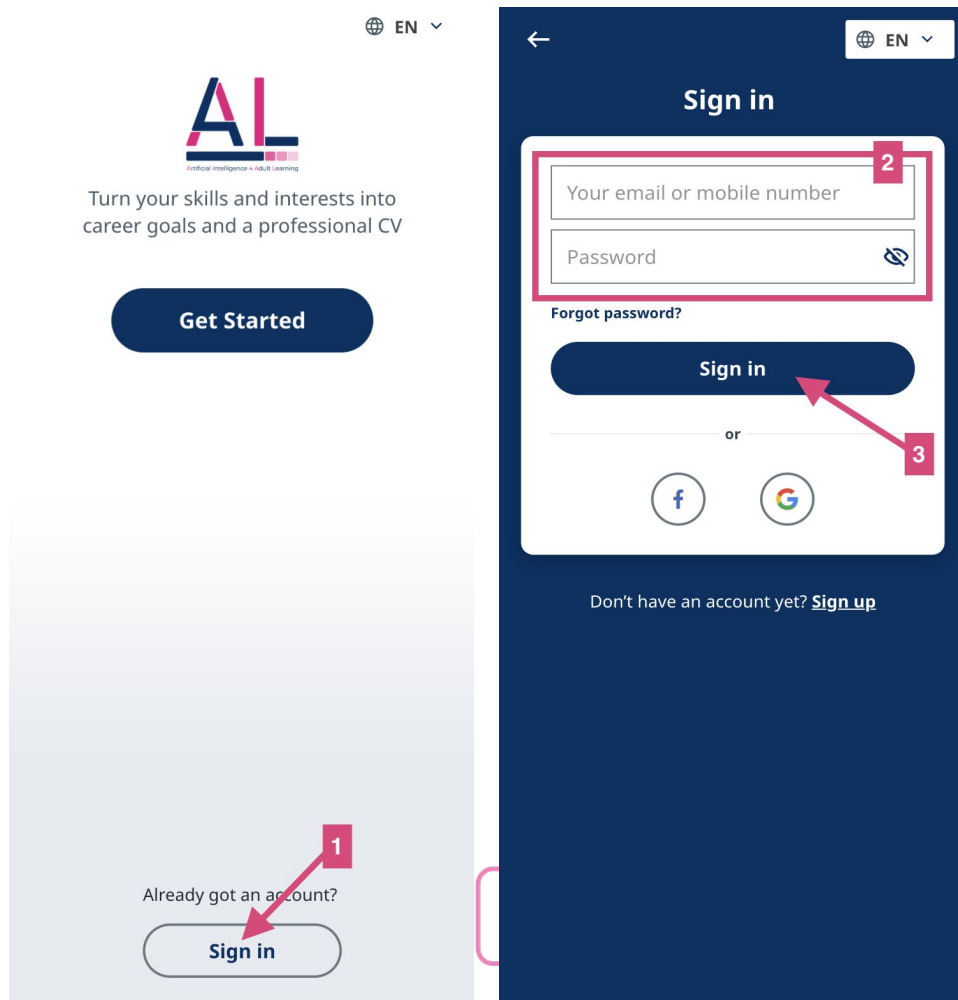 EN
AL
Artificial Intelligence 4 Adult Learning
Turn your skills and interests into
career goals and a professional CV
Get Started
1
Already got an account?
Sign in
EN
Sign in
2
Your email or mobile number
Password
Forgot password?
Sign in
3
or
f
G
Don’t have an account yet? Sign up